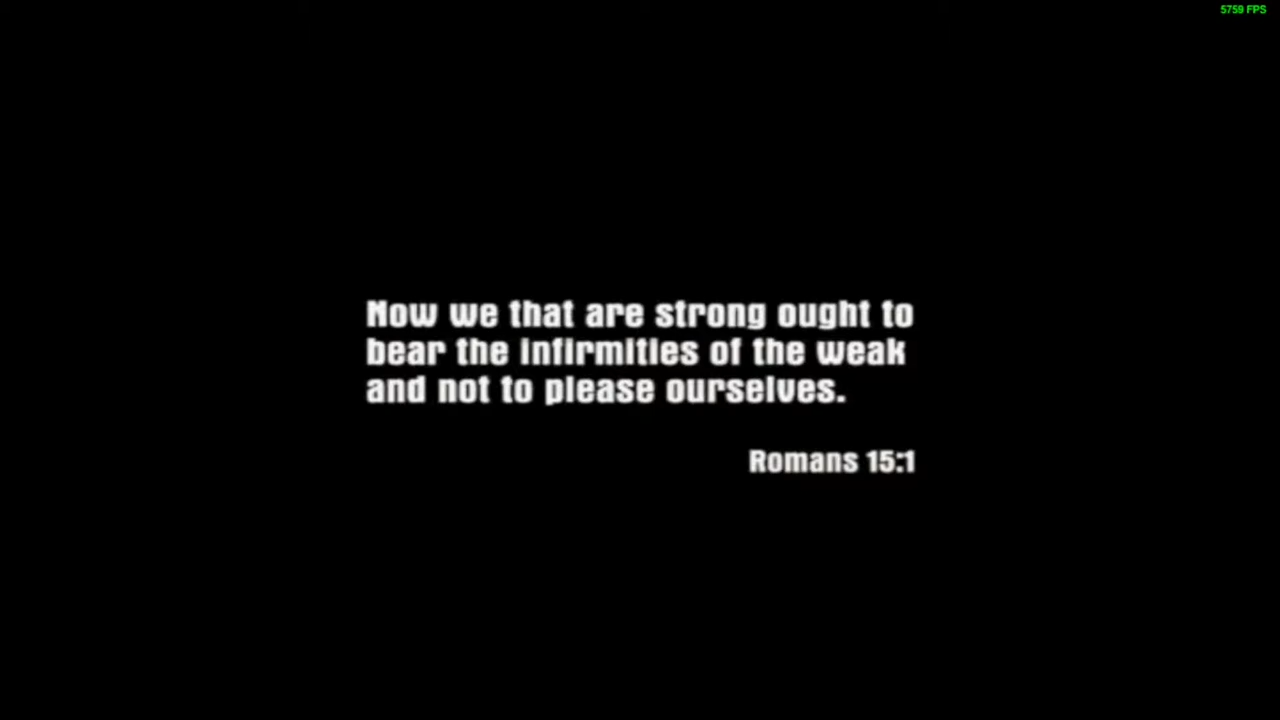 5759 FPS
Now we that are strong ought to
bear the infirmities of the weak
and not to please ourselves.
Romans 15:1